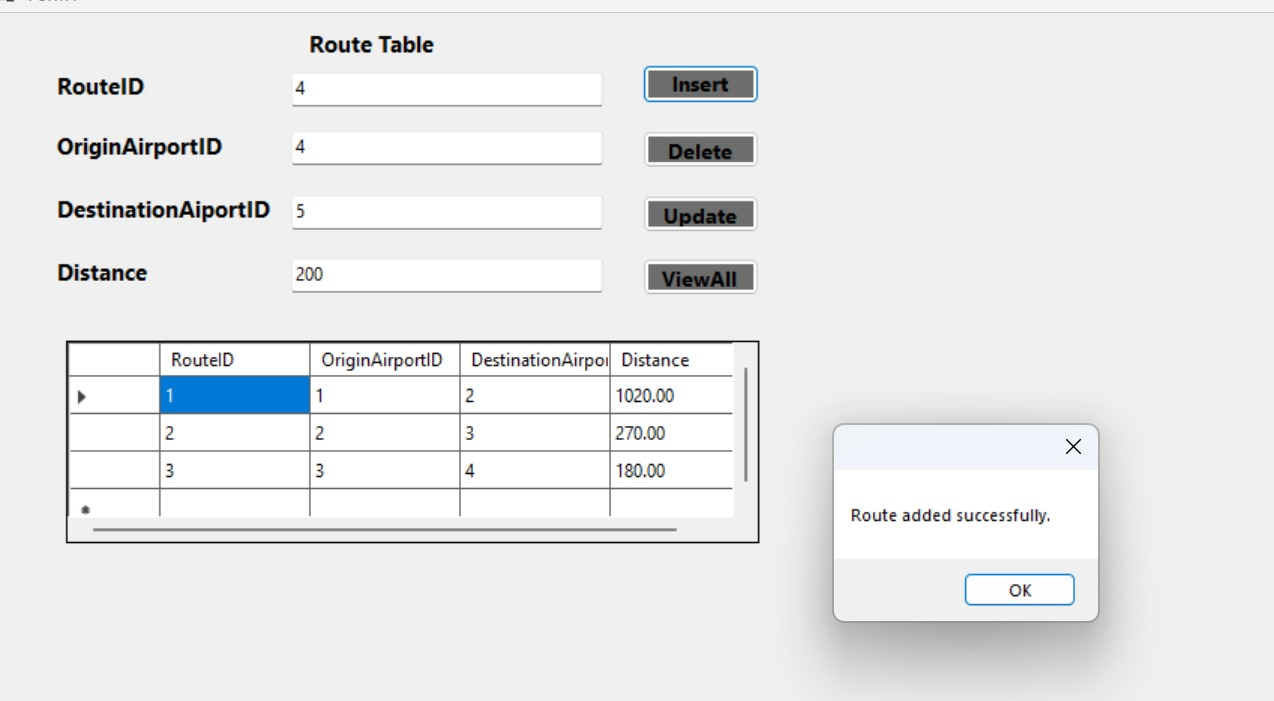 Route Table
RouteID 4 Insert
OriginAirportID 4 Delete
DestinationAiportID 5 Update
Distance 200 ViewAll
RouteID OriginAirportID DestinationAirpor Distance
1 1 2 1020.00
2 2 3 270.00
3 3 4 180.00
Route added successfully.
OK